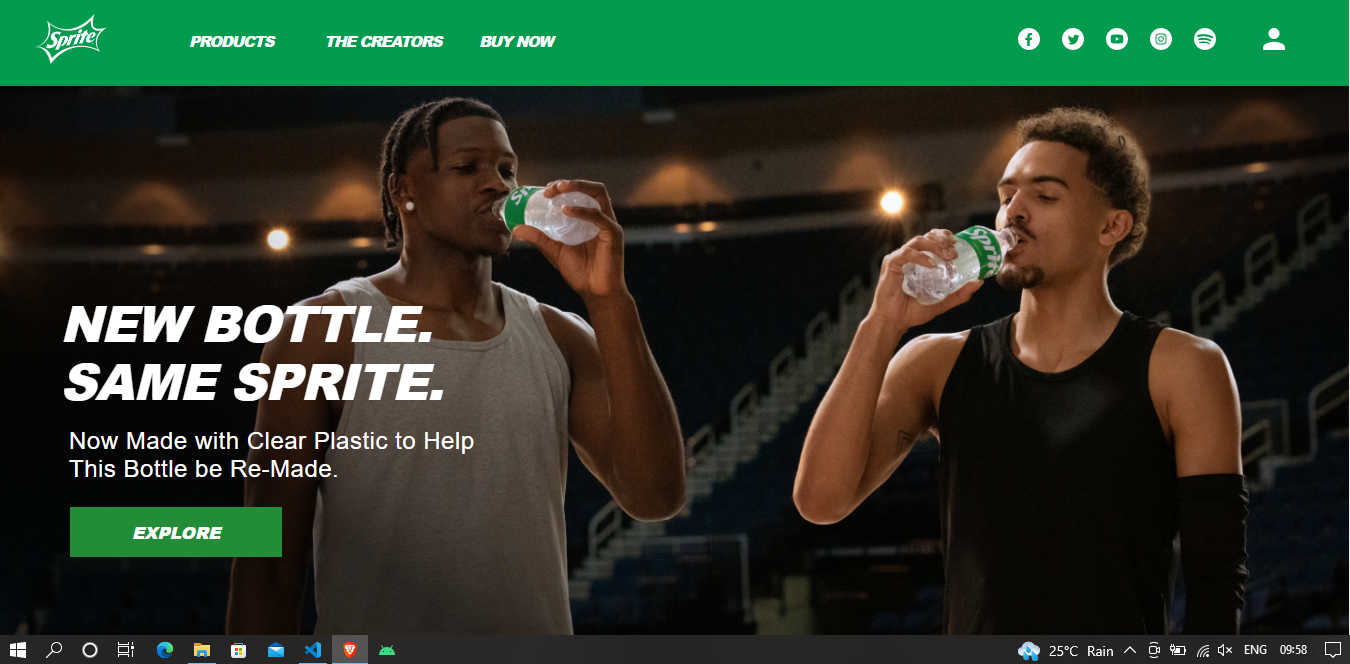 Sprite
PRODUCTS THE CREATORS BUY NOW
Sprite
NEW BOTTLE.
SAME SPRITE.
Now Made with Clear Plastic to Help
This Bottle be Re-Made.
EXPLORE
25°C Rain ENG 09:58